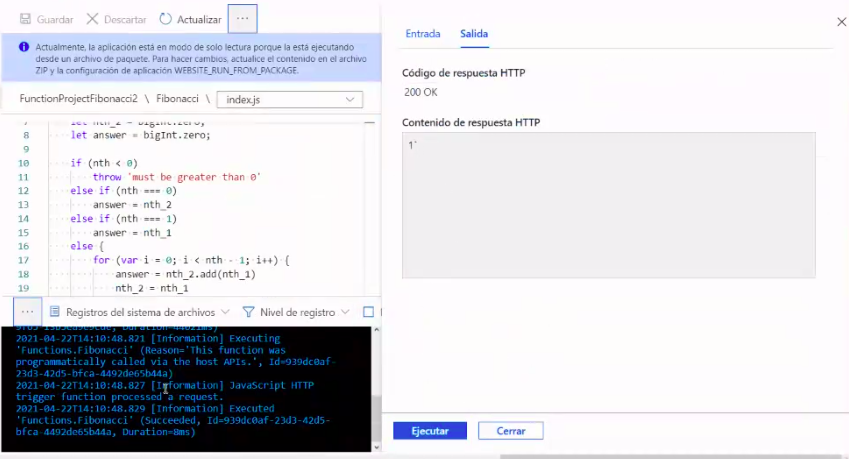 Guardar Descartar Actualizar ...
Actualmente, la aplicación está en modo de solo lectura porque la está ejecutando
desde un archivo de paquete. Para hacer cambios, actualice el contenido en el archivo
ZIP y la configuración de aplicación WEBSITE_RUN_FROM_PACKAGE.
FunctionProjectFibonacci2 \ Fibonacci \ index.js
7 let nth_2 = bigInt.zero;
8 let answer = bigInt.zero;
9
10 if (nth < 0)
11 throw 'must be greater than 0'
12 else if (nth === 0)
13 answer = nth_2
14 else if (nth === 1)
15 answer = nth_1
16 else {
17 for (var i = 0; i < nth - 1; i++) {
18 answer = nth_2.add(nth_1)
19 nth_2 = nth_1
... Registros del sistema de archivos Nivel de registro
2021-04-22T14:10:48.821 [Information] Executing
'Functions.Fibonacci' (Reason='This function was
programmatically called via the host APIs.', Id=939dc0af-
23d3-42d5-bfca-4492de65b44a)
2021-04-22T14:10:48.827 [Information] JavaScript HTTP
trigger function processed a request.
2021-04-22T14:10:48.829 [Information] Executed
'Functions.Fibonacci' (Succeeded, Id=939dc0af-23d3-42d5-
bfca-4492de65b44a, Duration=8ms)
Entrada Salida
Código de respuesta HTTP
200 OK
Contenido de respuesta HTTP
1`
Ejecutar Cerrar